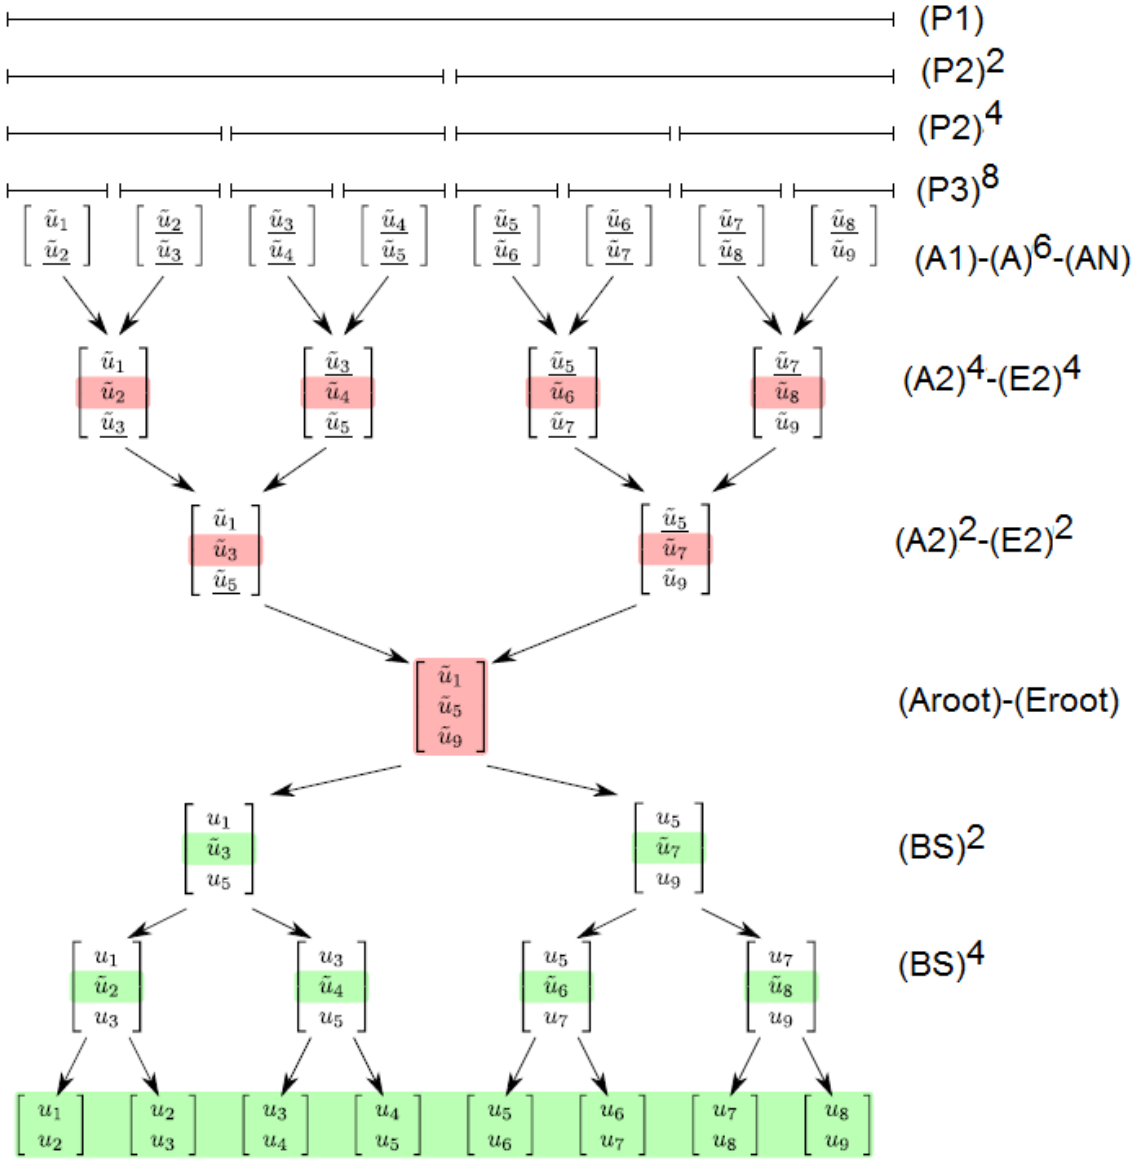 (P1)
(P2)²
(P2)⁴
(P3)⁸
ũ₁ ũ₂ ũ₃ ũ₄ ũ₅ ũ₆ ũ₇ ũ₈
ũ₂ ũ₃ ũ₄ ũ₅ ũ₆ ũ₇ ũ₈ ũ₉ (A1)-(A)⁶-(AN)
ũ₁ ũ₃ ũ₅ ũ₇
ũ₂ ũ₄ ũ₆ ũ₈ (A2)⁴-(E2)⁴
ũ₃ ũ₅ ũ₇ ũ₉
ũ₁ ũ₅
ũ₃ ũ₇ (A2)²-(E2)²
ũ₅ ũ₉
ũ₁
ũ₅ (Aroot)-(Eroot)
ũ₉
u₁ u₅
ũ₃ ũ₇ (BS)²
u₅ u₉
u₁ u₃ u₅ u₇
ũ₂ ũ₄ ũ₆ ũ₈ (BS)⁴
u₃ u₅ u₇ u₉
u₁ u₂ u₃ u₄ u₅ u₆ u₇ u₈
u₂ u₃ u₄ u₅ u₆ u₇ u₈ u₉